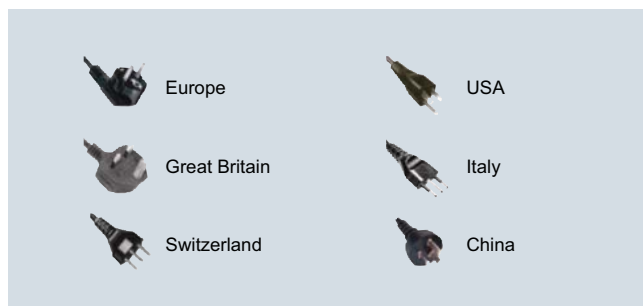 Europe
USA
Great Britain
Italy
Switzerland
China